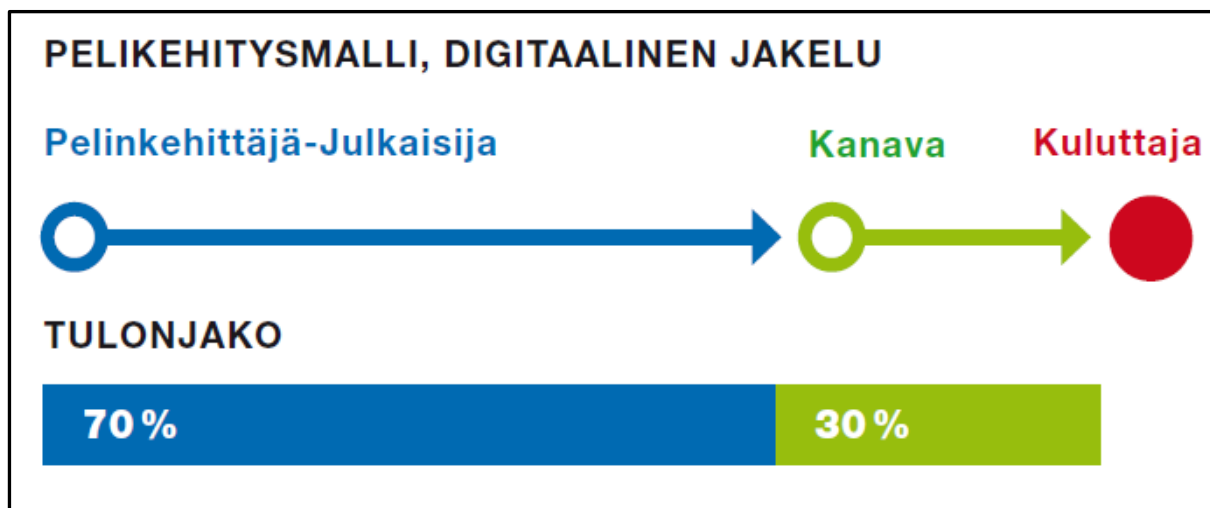 PELIKEHITYSMALLI, DIGITAALINEN JAKELU
Pelinkehittäjä-Julkaisija Kanava Kuluttaja
TULONJAKO
70 % 30 %